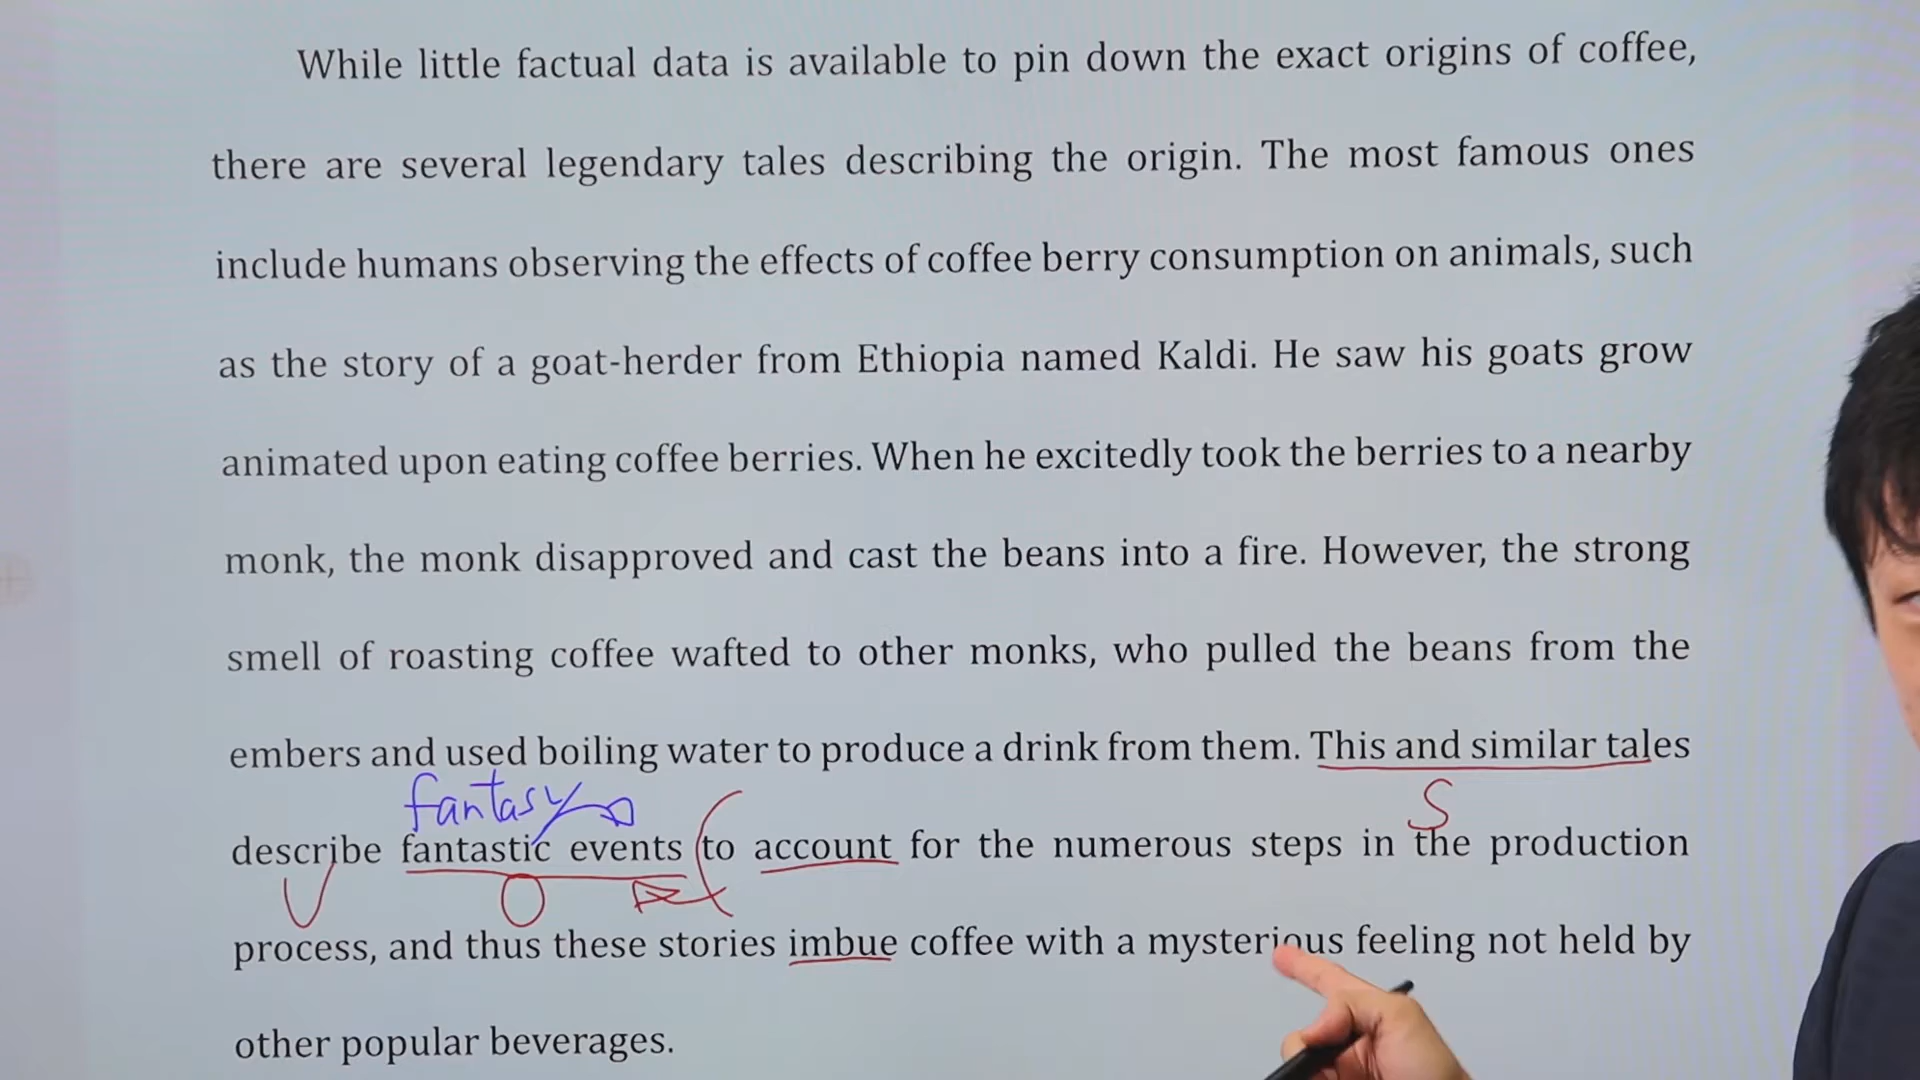 While little factual data is available to pin down the exact origins of coffee,
there are several legendary tales describing the origin. The most famous ones
include humans observing the effects of coffee berry consumption on animals, such
as the story of a goat-herder from Ethiopia named Kaldi. He saw his goats grow
animated upon eating coffee berries. When he excitedly took the berries to a nearby
monk, the monk disapproved and cast the beans into a fire. However, the strong
smell of roasting coffee wafted to other monks, who pulled the beans from the
embers and used boiling water to produce a drink from them. This and similar tales
fantasy S
describe fantastic events to account for the numerous steps in the production
V O
process, and thus these stories imbue coffee with a mysterious feeling not held by
other popular beverages.